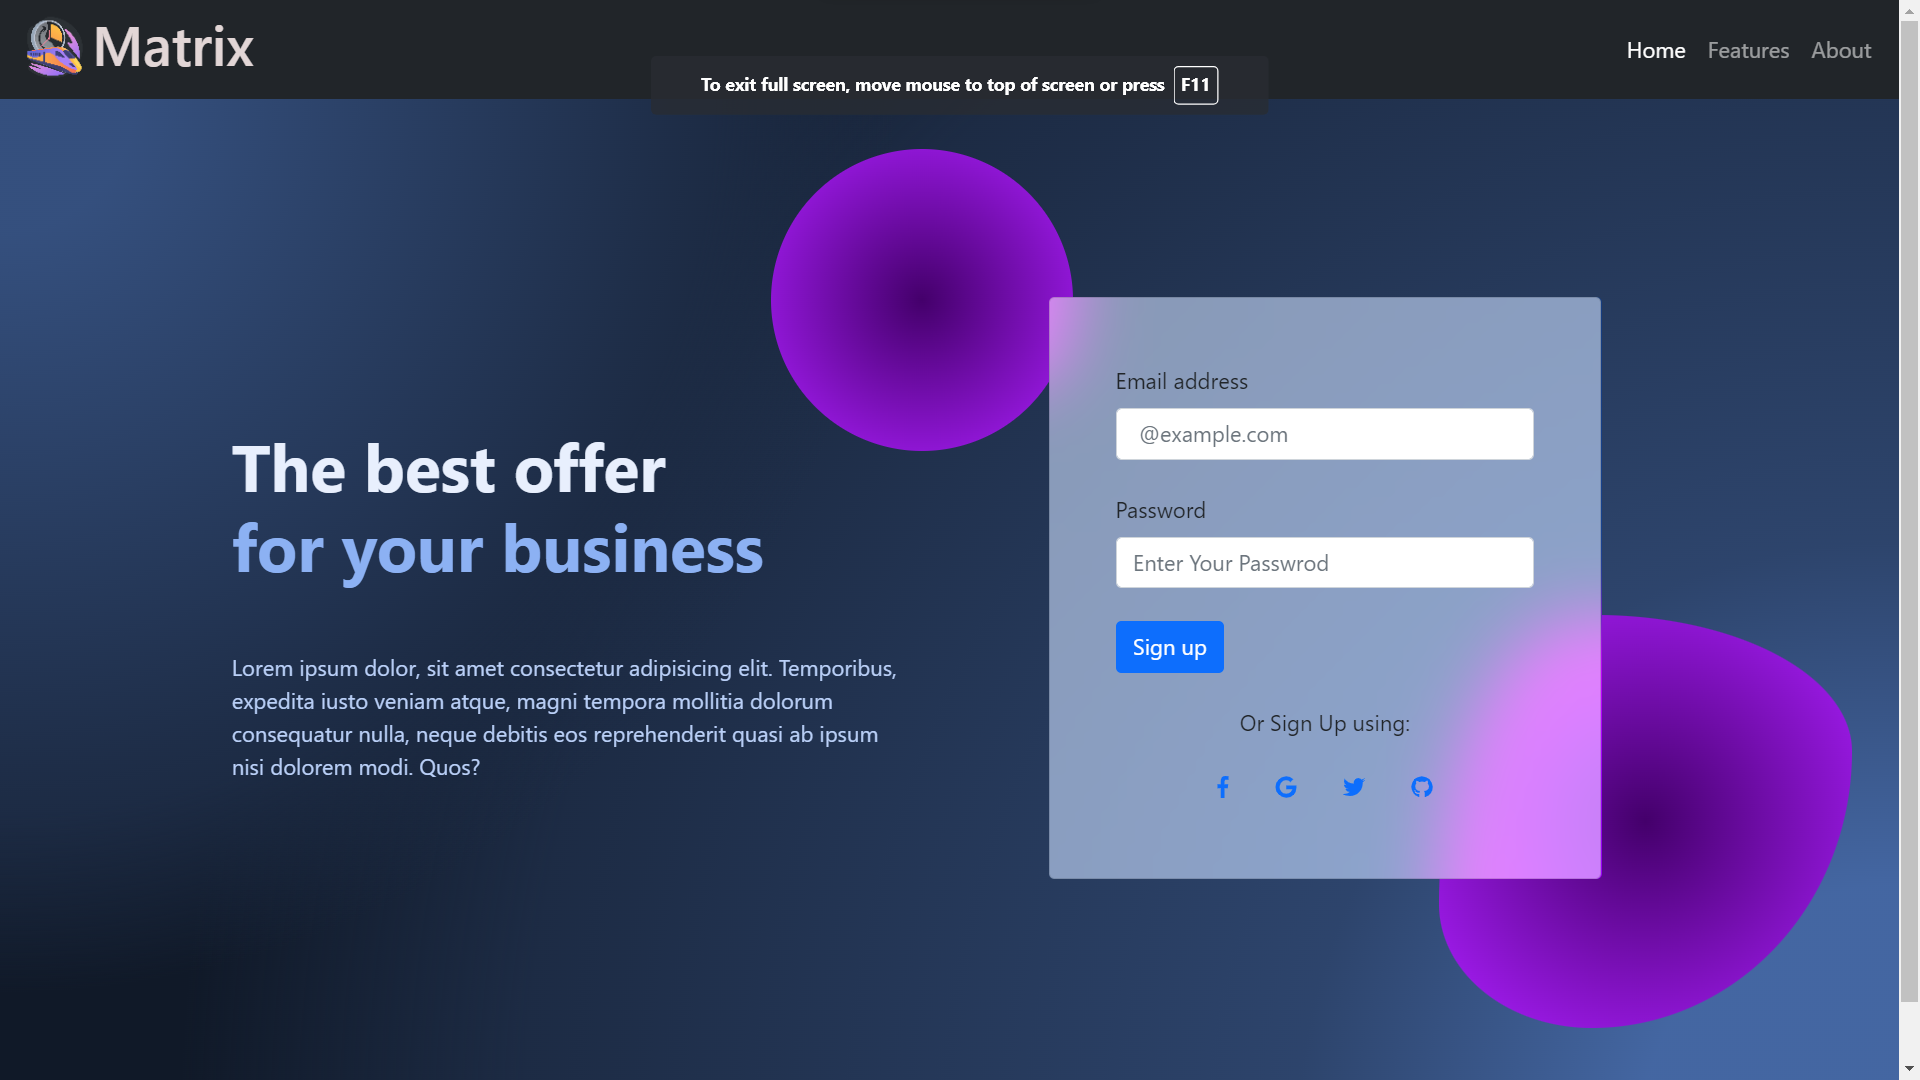 Matrix
Home Features About
To exit full screen, move mouse to top of screen or press F11
The best offer
for your business
Lorem ipsum dolor, sit amet consectetur adipisicing elit. Temporibus,
expedita iusto veniam atque, magni tempora mollitia dolorum
consequatur nulla, neque debitis eos reprehenderit quasi ab ipsum
nisi dolorem modi. Quos?
Email address
@example.com
Password
Enter Your Passwrod
Sign up
Or Sign Up using: